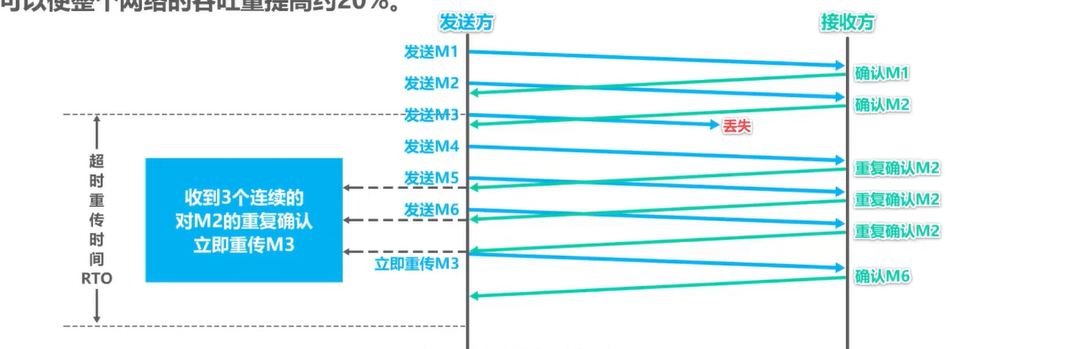 可以使整个网络的吞吐量提高约20%。
发送方
接收方
发送M1
确认M1
发送M2
确认M2
发送M3
丢失
发送M4
重复确认M2
发送M5
重复确认M2
发送M6
重复确认M2
立即重传M3
确认M6
超时重传时间
RTO
收到3个连续的
对M2的重复确认
立即重传M3